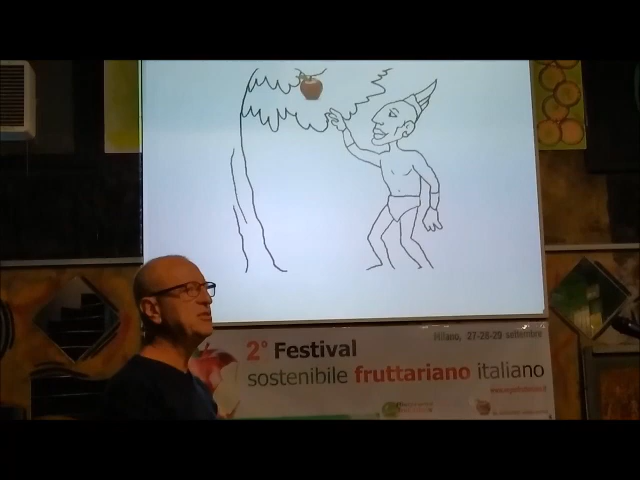 Milano, 27-28-29 settembre
2° Festival
sostenibile fruttariano italiano